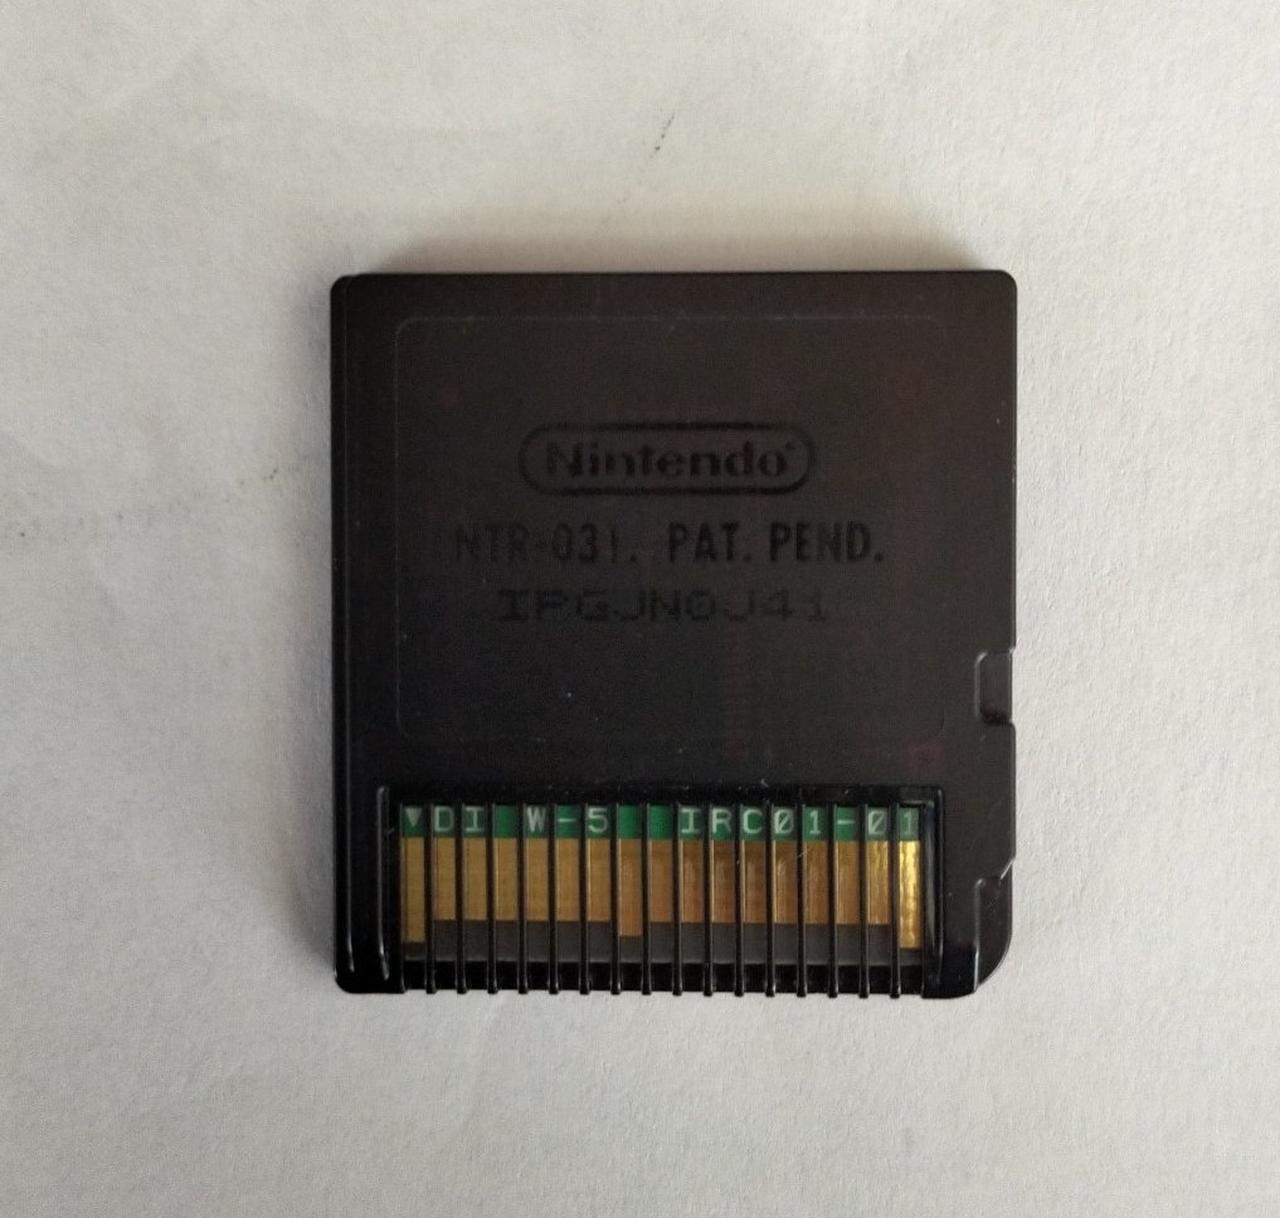 Nintendo®
NTR-031. PAT. PEND.
IPGJN0J41
▼DI W-5 IRC01-01